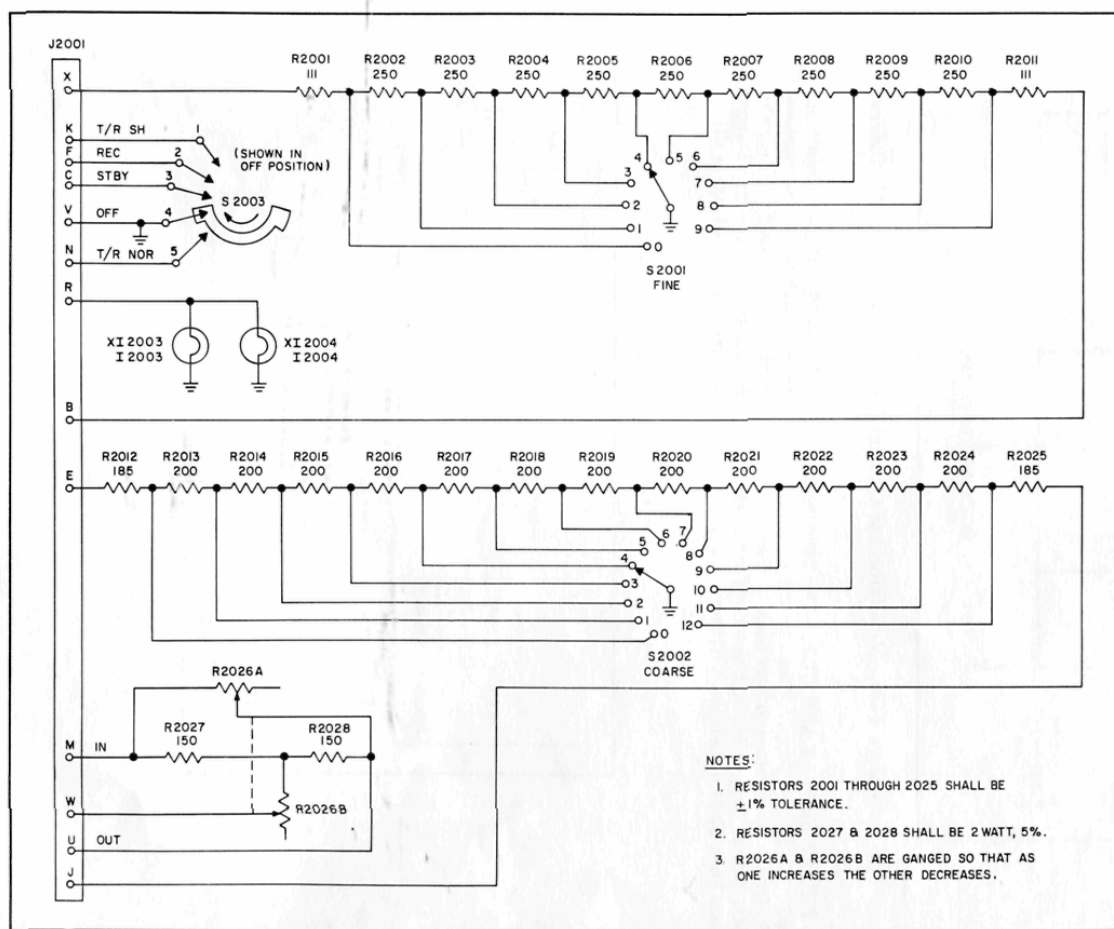 J2001
R2001 R2002 R2003 R2004 R2005 R2006 R2007 R2008 R2009 R2010 R2011
111 250 250 250 250 250 250 250 250 250 111
X
K T/R SH 1
F REC 2
C STBY 3
(SHOWN IN
OFF POSITION)
S2003
V OFF 4
N T/R NOR 5
R
4 5 6
3 7
2 8
1 9
0
S2001
FINE
XI2003 XI2004
I2003 I2004
B
R2012 R2013 R2014 R2015 R2016 R2017 R2018 R2019 R2020 R2021 R2022 R2023 R2024 R2025
185 200 200 200 200 200 200 200 200 200 200 200 200 185
E
6 7
5 8
4 9
3 10
2 11
1 12
0
S2002
COARSE
R2026A
R2027 R2028
150 150
M IN
W R2026B
U OUT
J
NOTES:
1. RESISTORS 2001 THROUGH 2025 SHALL BE
±1% TOLERANCE.
2. RESISTORS 2027 & 2028 SHALL BE 2 WATT, 5%.
3. R2026A & R2026B ARE GANGED SO THAT AS
ONE INCREASES THE OTHER DECREASES.